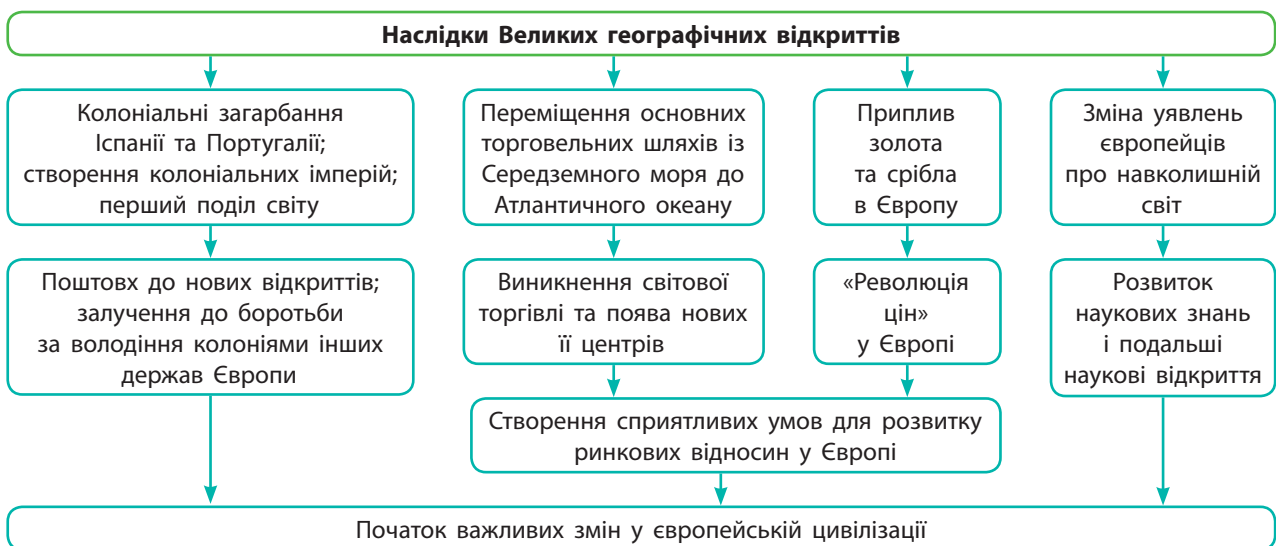 Наслідки Великих географічних відкриттів
Колоніальні загарбання
Іспанії та Португалії;
створення колоніальних імперій;
перший поділ світу
Переміщення основних
торговельних шляхів із
Середземного моря до
Атлантичного океану
Приплив
золота
та срібла
в Європу
Зміна уявлень
європейців
про навколишній
світ
Поштовх до нових відкриттів;
залучення до боротьби
за володіння колоніями інших
держав Європи
Виникнення світової
торгівлі та поява нових
її центрів
«Революція
цін»
у Європі
Розвиток
наукових знань
і подальші
наукові відкриття
Створення сприятливих умов для розвитку
ринкових відносин у Європі
Початок важливих змін у європейській цивілізації